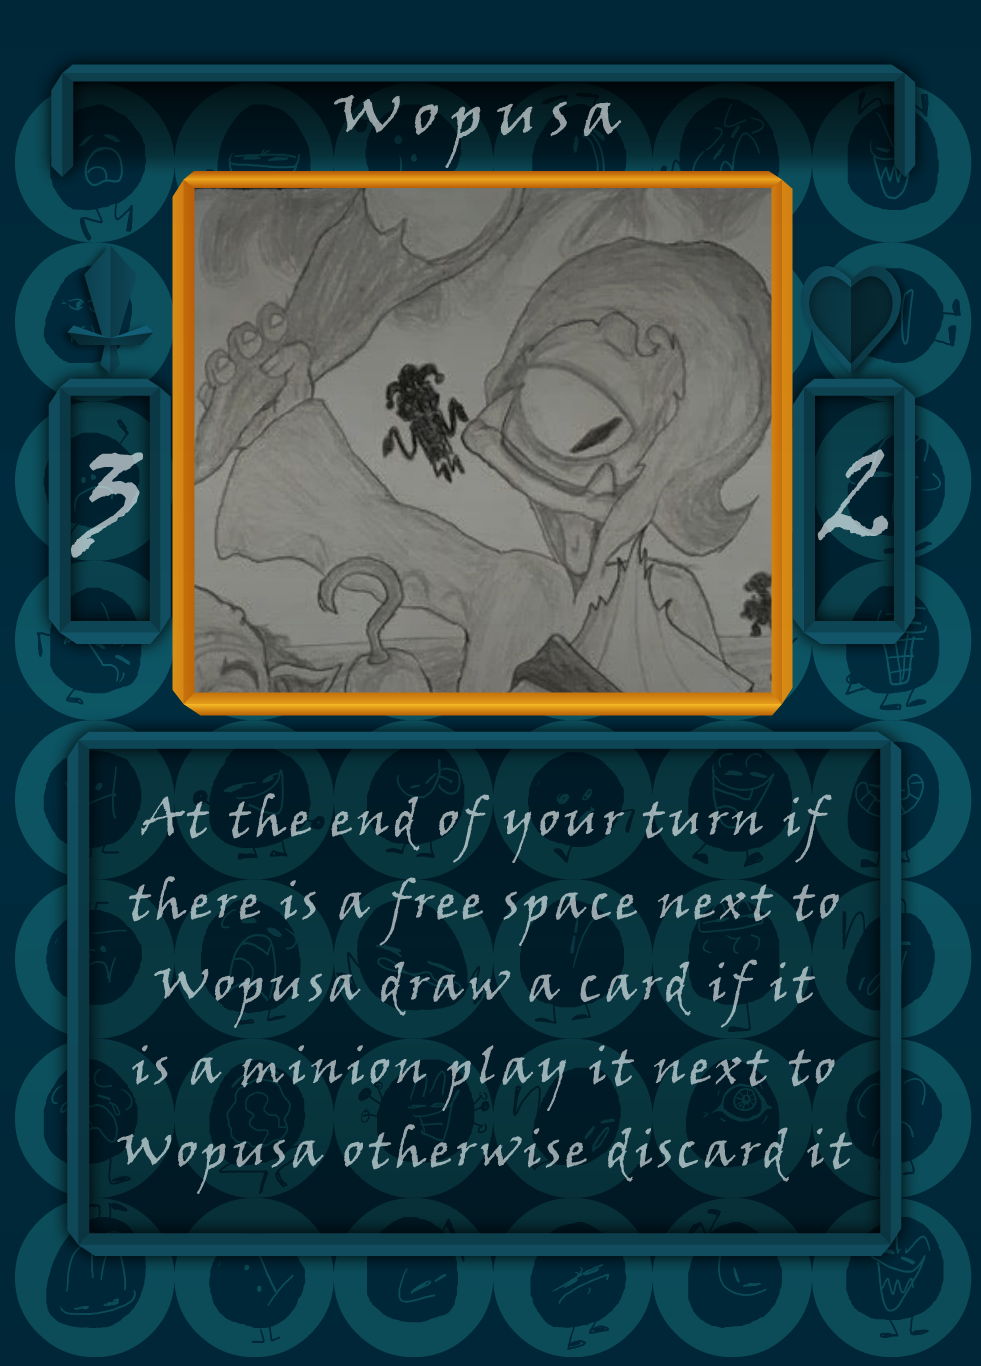 Wopusa
3
2
At the end of your turn if
there is a free space next to
Wopusa draw a card if it
is a minion play it next to
Wopusa otherwise discard it